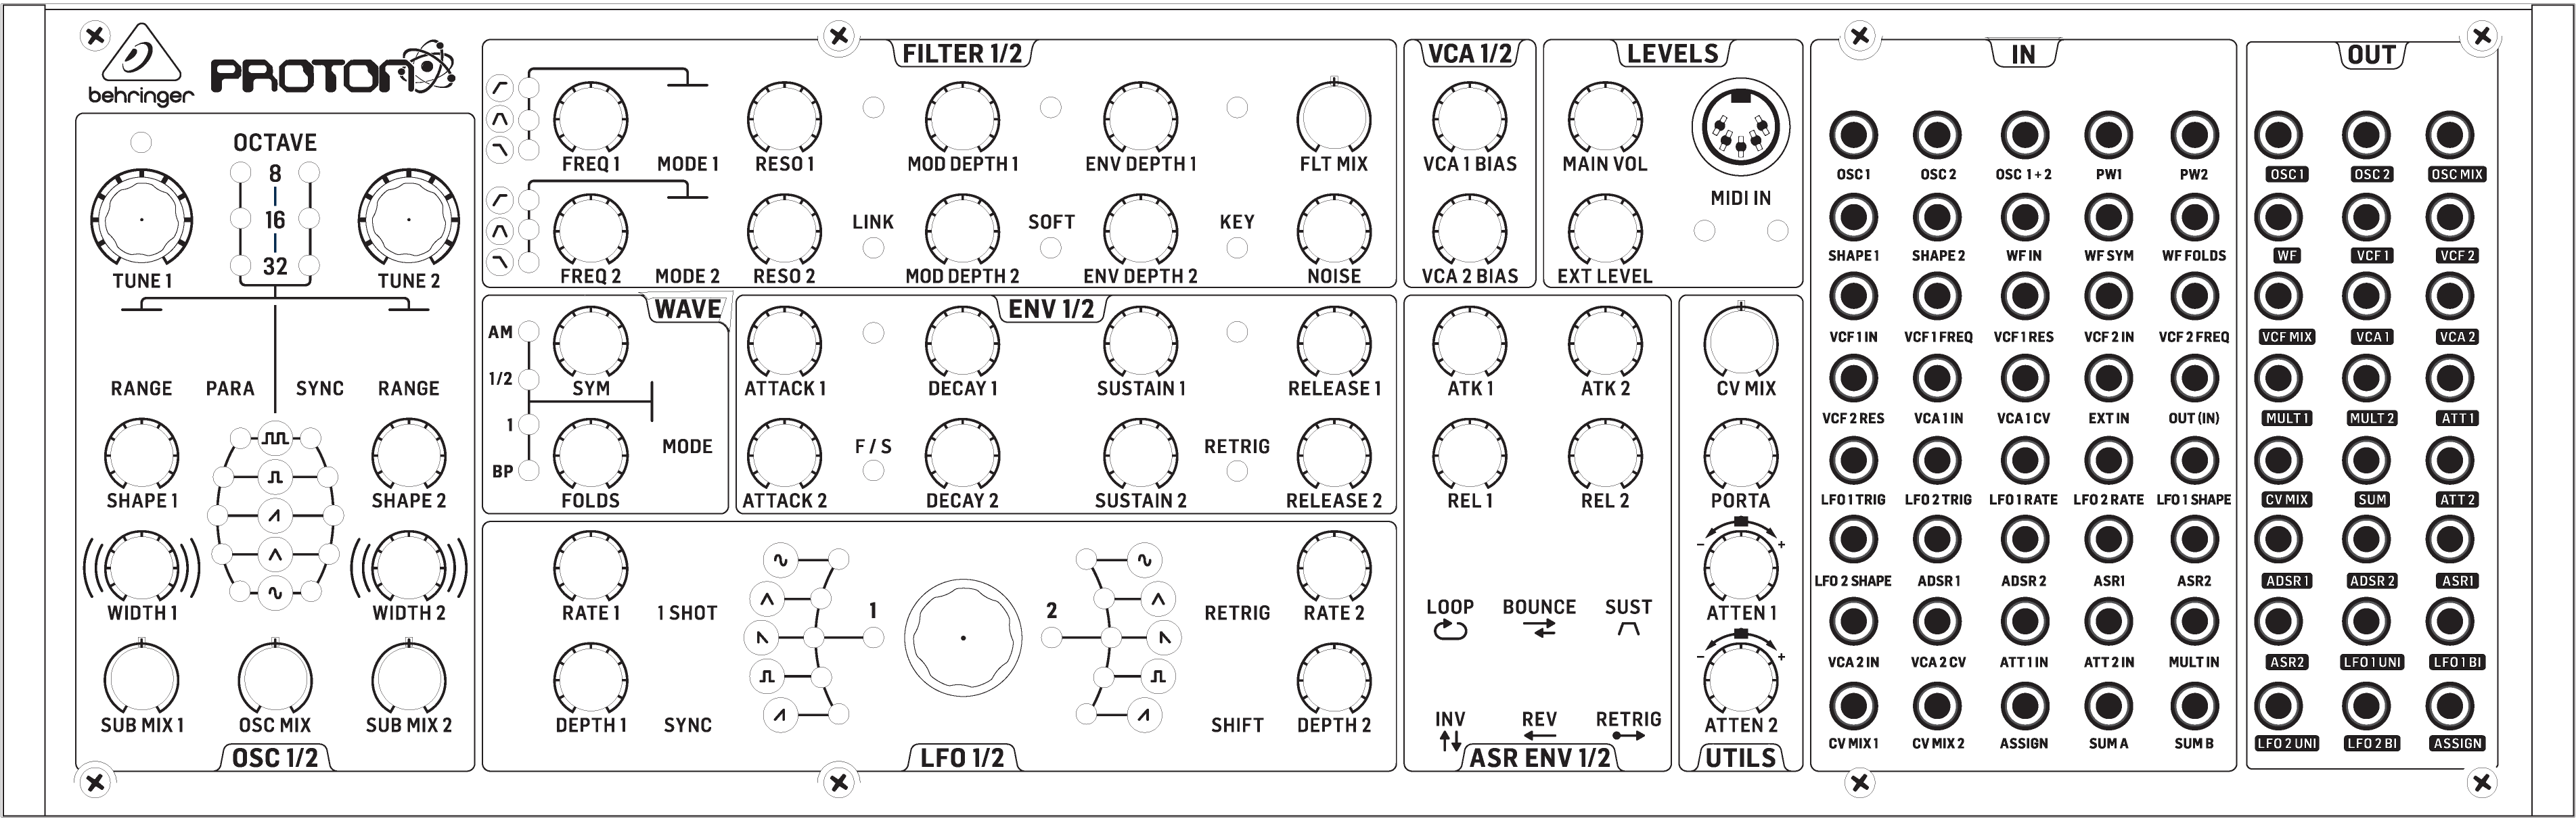 behringer
PROTON
OCTAVE
8
16
32
TUNE 1
TUNE 2
RANGE
PARA
SYNC
RANGE
SHAPE 1
SHAPE 2
WIDTH 1
WIDTH 2
SUB MIX 1
OSC MIX
SUB MIX 2
OSC 1/2
FILTER 1/2
FREQ 1
MODE 1
RESO 1
MOD DEPTH 1
ENV DEPTH 1
FLT MIX
LINK
SOFT
KEY
FREQ 2
MODE 2
RESO 2
MOD DEPTH 2
ENV DEPTH 2
NOISE
VCA 1/2
VCA 1 BIAS
VCA 2 BIAS
LEVELS
MAIN VOL
MIDI IN
EXT LEVEL
WAVE
AM
1/2
1
BP
SYM
MODE
FOLDS
ENV 1/2
ATTACK 1
DECAY 1
SUSTAIN 1
RELEASE 1
F / S
RETRIG
ATTACK 2
DECAY 2
SUSTAIN 2
RELEASE 2
RATE 1
1 SHOT
1
2
RETRIG
RATE 2
DEPTH 1
SYNC
SHIFT
DEPTH 2
LFO 1/2
ATK 1
ATK 2
REL 1
REL 2
LOOP
BOUNCE
SUST
INV
REV
RETRIG
ASR ENV 1/2
CV MIX
PORTA
- +
ATTEN 1
- +
ATTEN 2
UTILS
IN
OSC 1
OSC 2
OSC 1 + 2
PW1
PW2
SHAPE 1
SHAPE 2
WF IN
WF SYM
WF FOLDS
VCF 1 IN
VCF 1 FREQ
VCF 1 RES
VCF 2 IN
VCF 2 FREQ
VCF 2 RES
VCA 1 IN
VCA 1 CV
EXT IN
OUT (IN)
LFO 1 TRIG
LFO 2 TRIG
LFO 1 RATE
LFO 2 RATE
LFO 1 SHAPE
LFO 2 SHAPE
ADSR 1
ADSR 2
ASR1
ASR2
VCA 2 IN
VCA 2 CV
ATT 1 IN
ATT 2 IN
MULT IN
CV MIX 1
CV MIX 2
ASSIGN
SUM A
SUM B
OUT
OSC 1
OSC 2
OSC MIX
WF
VCF 1
VCF 2
VCF MIX
VCA 1
VCA 2
MULT 1
MULT 2
ATT 1
CV MIX
SUM
ATT 2
ADSR 1
ADSR 2
ASR1
ASR2
LFO 1 UNI
LFO 1 BI
LFO 2 UNI
LFO 2 BI
ASSIGN